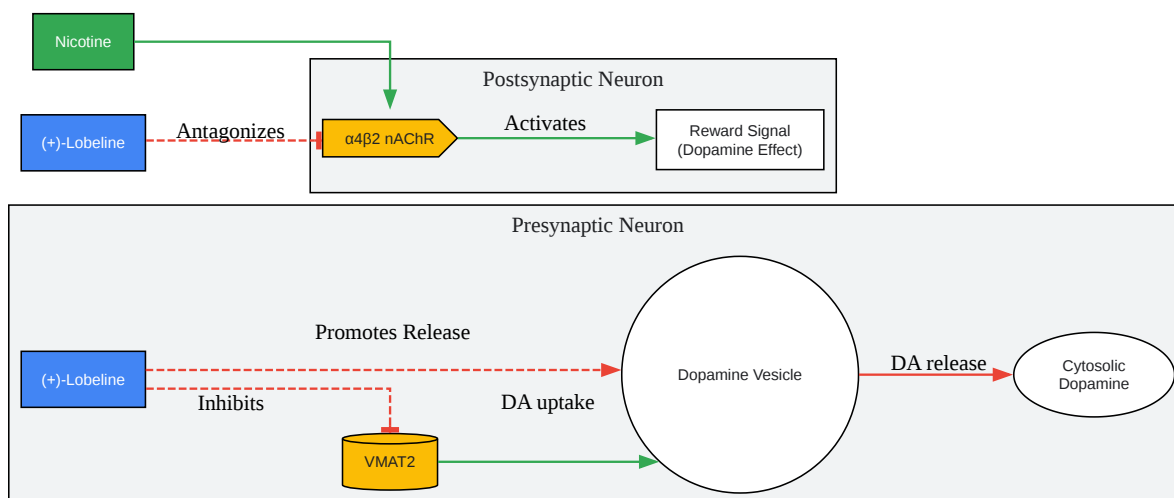 Nicotine
Postsynaptic Neuron
(+)-Lobeline
Antagonizes
α4β2 nAChR
Activates
Reward Signal
(Dopamine Effect)
Presynaptic Neuron
Promotes Release
(+)-Lobeline
Inhibits
DA uptake
VMAT2
Dopamine Vesicle
DA release
Cytosolic
Dopamine